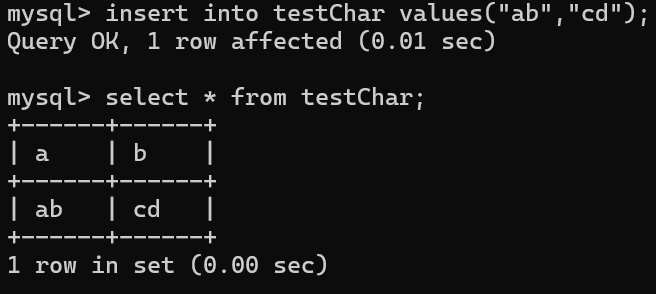 mysql> insert into testChar values("ab","cd");
Query OK, 1 row affected (0.01 sec)

mysql> select * from testChar;
+------+------+
| a    | b    |
+------+------+
| ab   | cd   |
+------+------+
1 row in set (0.00 sec)